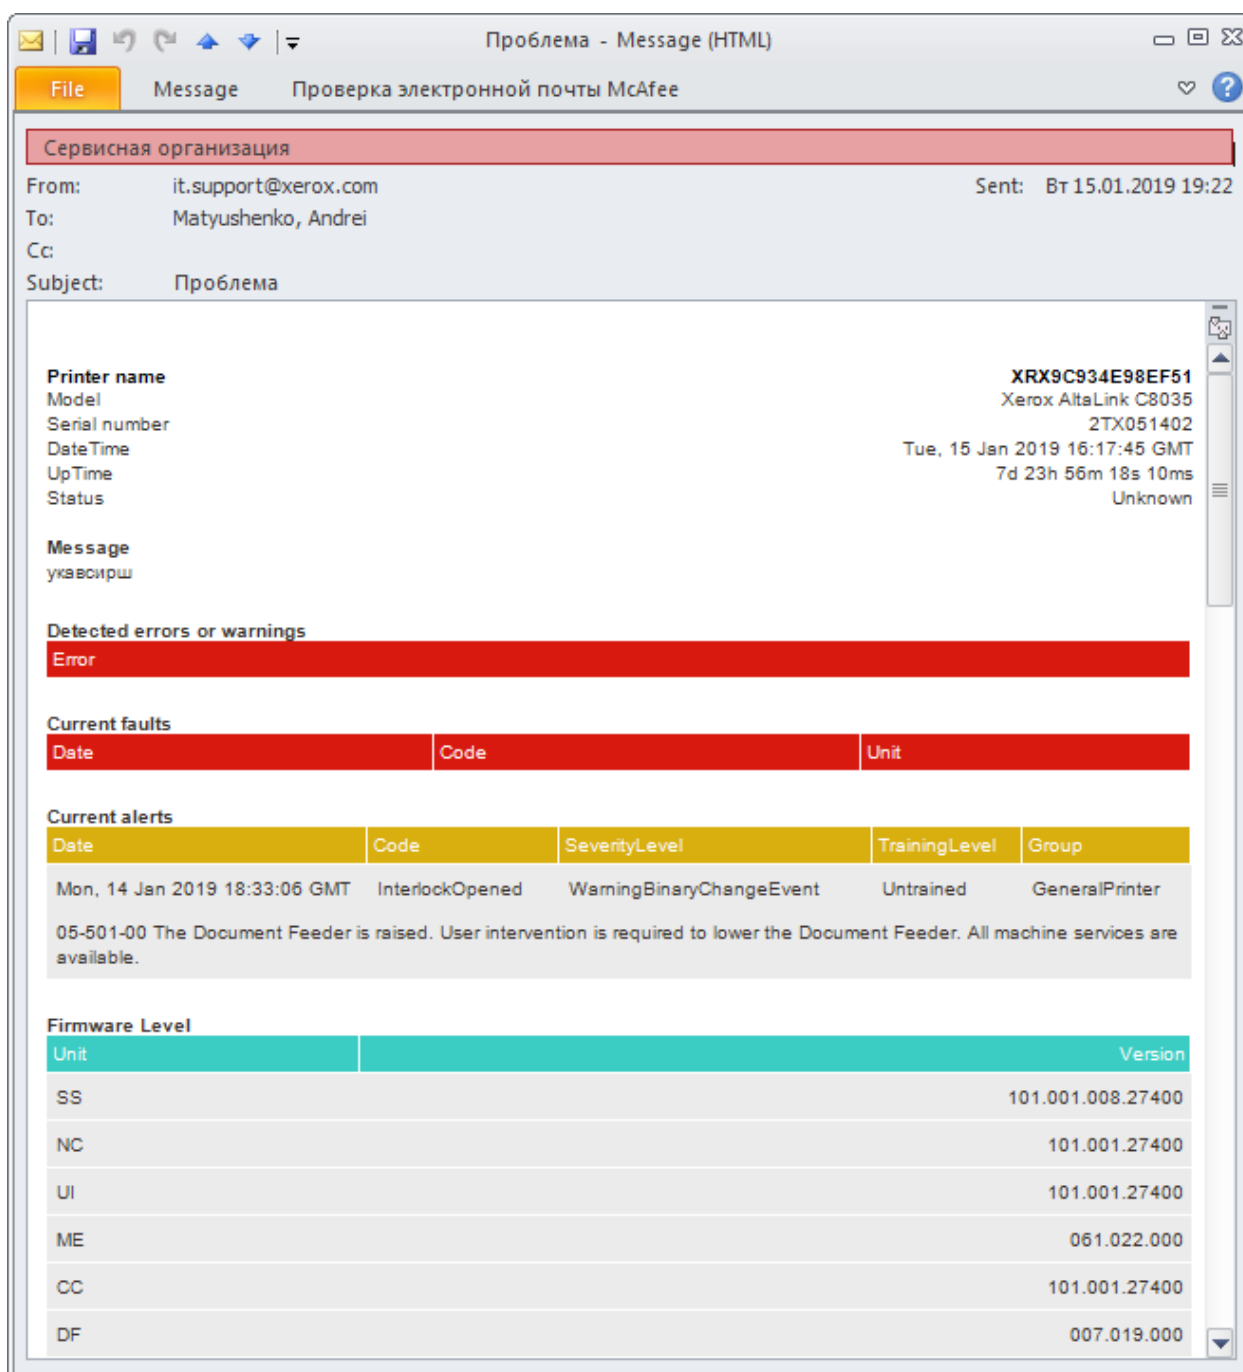 Проблема - Message (HTML)
File Message Проверка электронной почты McAfee
Сервисная организация
From: it.support@xerox.com Sent: Вт 15.01.2019 19:22
To: Matyushenko, Andrei
Cc:
Subject: Проблема
Printer name XRX9C934E98EF51
Model Xerox AltaLink C8035
Serial number 2TX051402
DateTime Tue, 15 Jan 2019 16:17:45 GMT
UpTime 7d 23h 56m 18s 10ms
Status Unknown
Message
укавсирш
Detected errors or warnings
Error
Current faults
Date Code Unit
Current alerts
Date Code SeverityLevel TrainingLevel Group
Mon, 14 Jan 2019 18:33:06 GMT InterlockOpened WarningBinaryChangeEvent Untrained GeneralPrinter
05-501-00 The Document Feeder is raised. User intervention is required to lower the Document Feeder. All machine services are
available.
Firmware Level
Unit Version
SS 101.001.008.27400
NC 101.001.27400
UI 101.001.27400
ME 061.022.000
CC 101.001.27400
DF 007.019.000